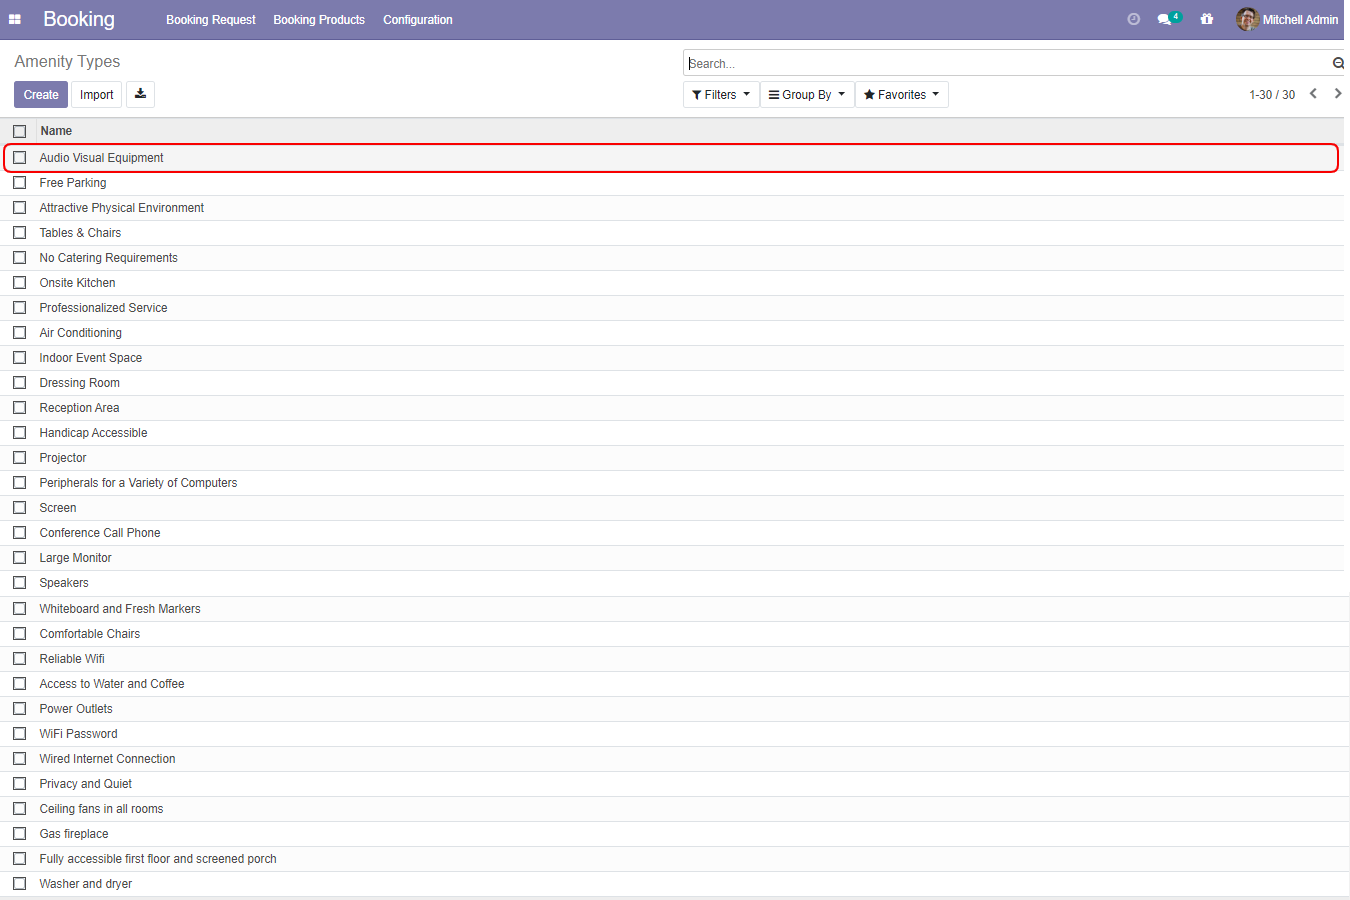 Booking Booking Request Booking Products Configuration 4 Mitchell Admin
Amenity Types
Search...
Create Import Filters Group By Favorites 1-30 / 30
Name
Audio Visual Equipment
Free Parking
Attractive Physical Environment
Tables & Chairs
No Catering Requirements
Onsite Kitchen
Professionalized Service
Air Conditioning
Indoor Event Space
Dressing Room
Reception Area
Handicap Accessible
Projector
Peripherals for a Variety of Computers
Screen
Conference Call Phone
Large Monitor
Speakers
Whiteboard and Fresh Markers
Comfortable Chairs
Reliable Wifi
Access to Water and Coffee
Power Outlets
WiFi Password
Wired Internet Connection
Privacy and Quiet
Ceiling fans in all rooms
Gas fireplace
Fully accessible first floor and screened porch
Washer and dryer